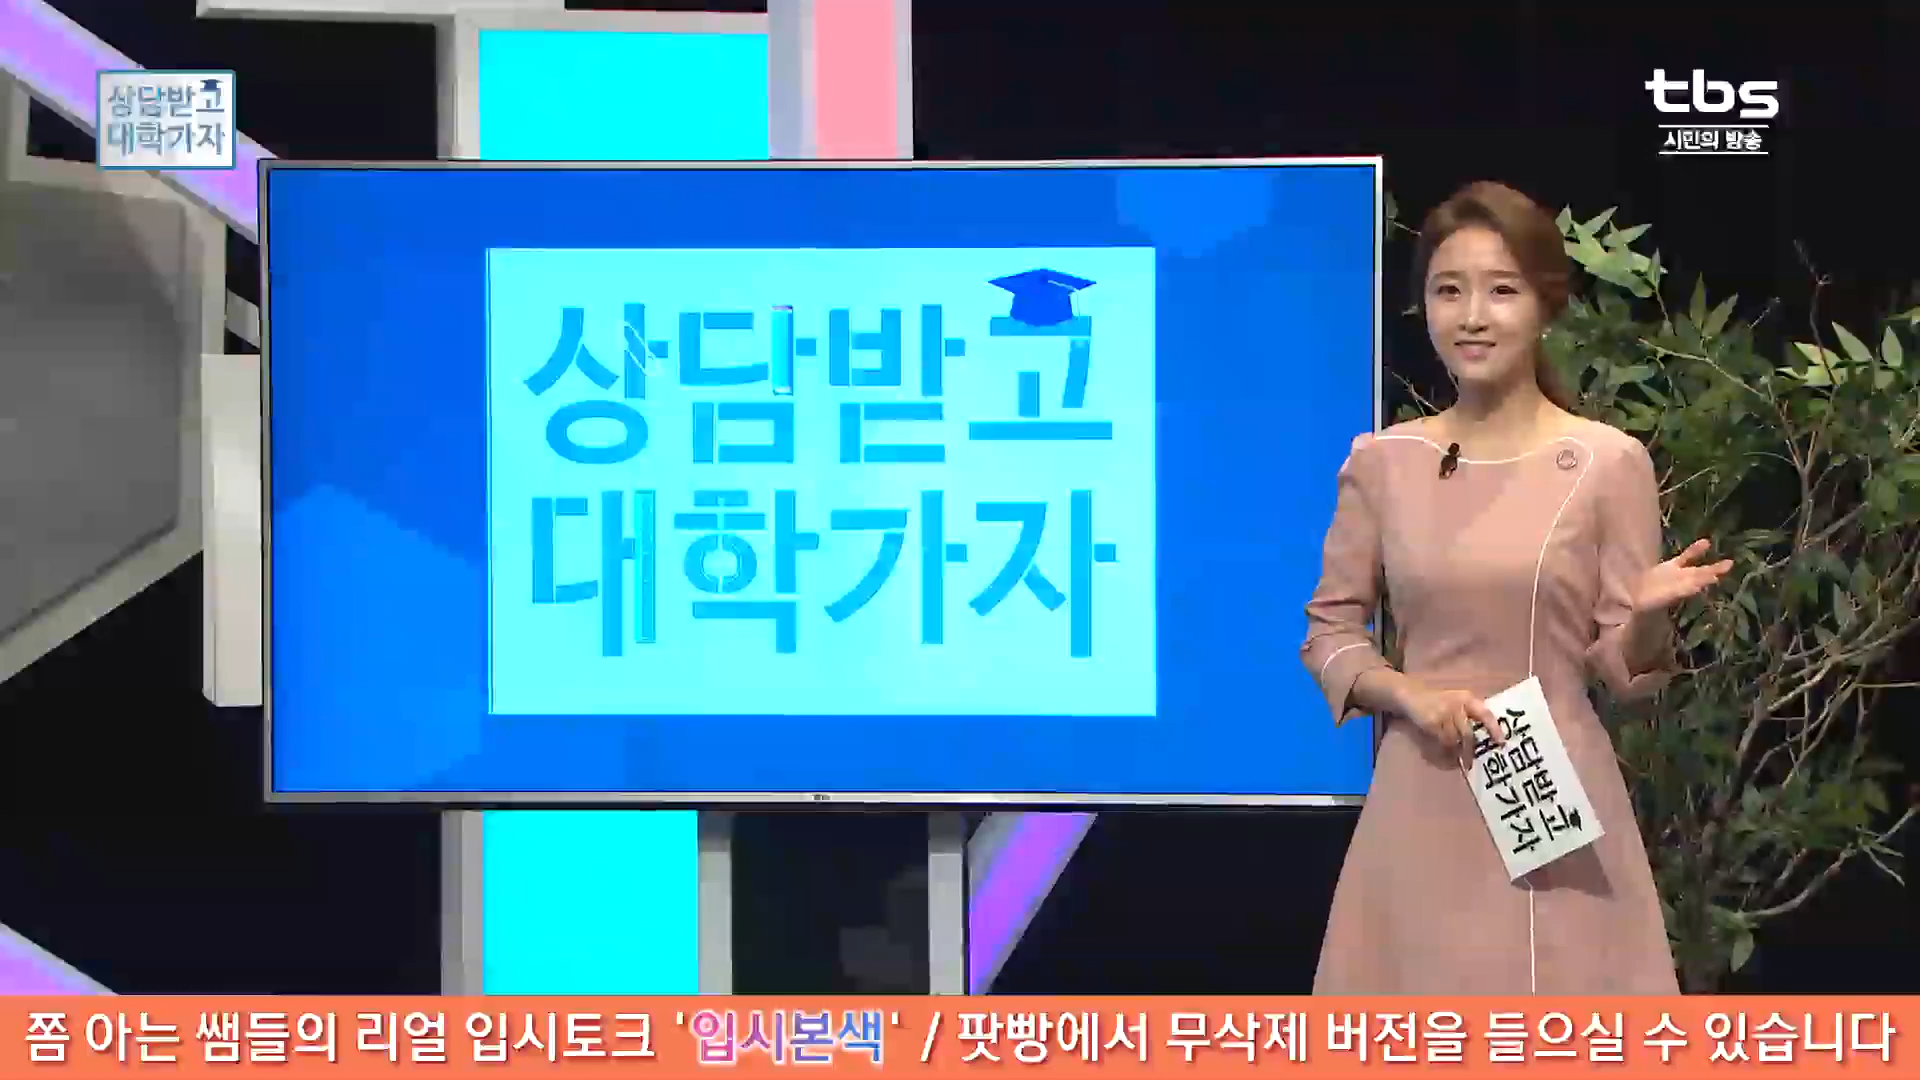 상담받고
대학가자
tbs
시민의 방송
상담받고
대학가자
상담받고
대학가자
쫌 아는 쌤들의 리얼 입시토크 '입시본색' / 팟빵에서 무삭제 버전을 들으실 수 있습니다